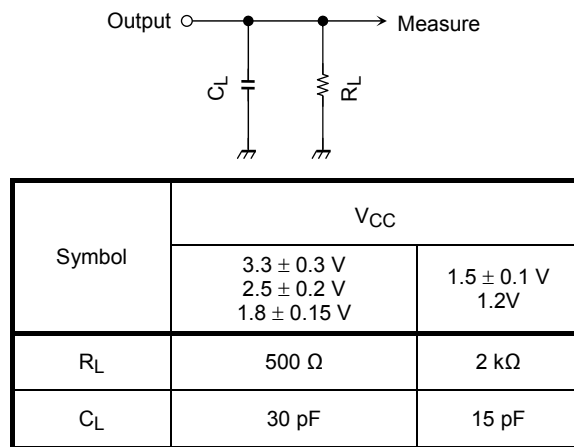 Output
Measure
CL
RL
Symbol
VCC
3.3 ± 0.3 V
2.5 ± 0.2 V
1.8 ± 0.15 V
1.5 ± 0.1 V
1.2V
RL
500 Ω
2 kΩ
CL
30 pF
15 pF